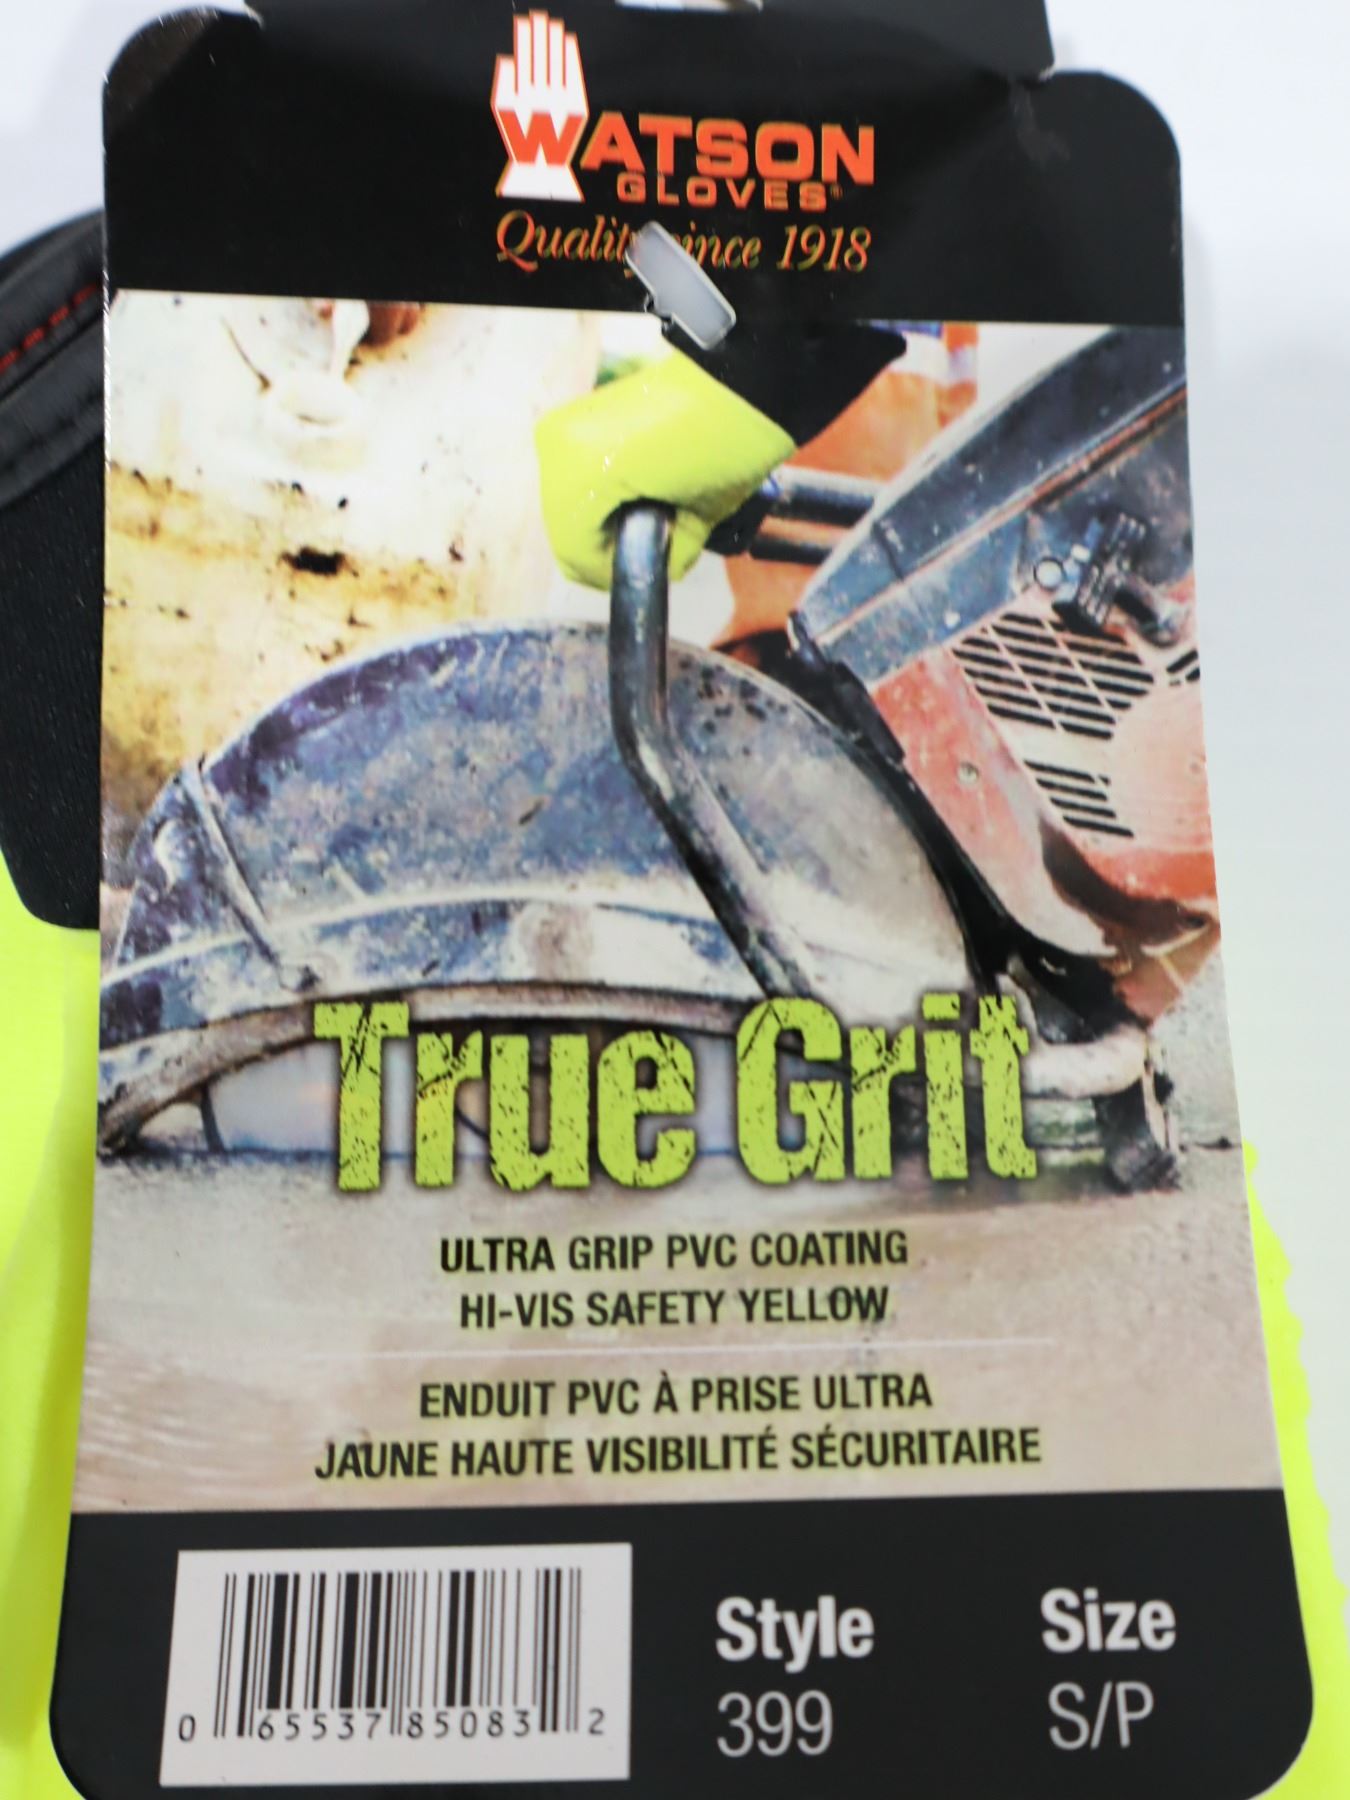 WATSON
GLOVES®
Quality since 1918
True Grit
ULTRA GRIP PVC COATING
HI-VIS SAFETY YELLOW
ENDUIT PVC À PRISE ULTRA
JAUNE HAUTE VISIBILITÉ SÉCURITAIRE
Style Size
399 S/P
0 65537 85083 2